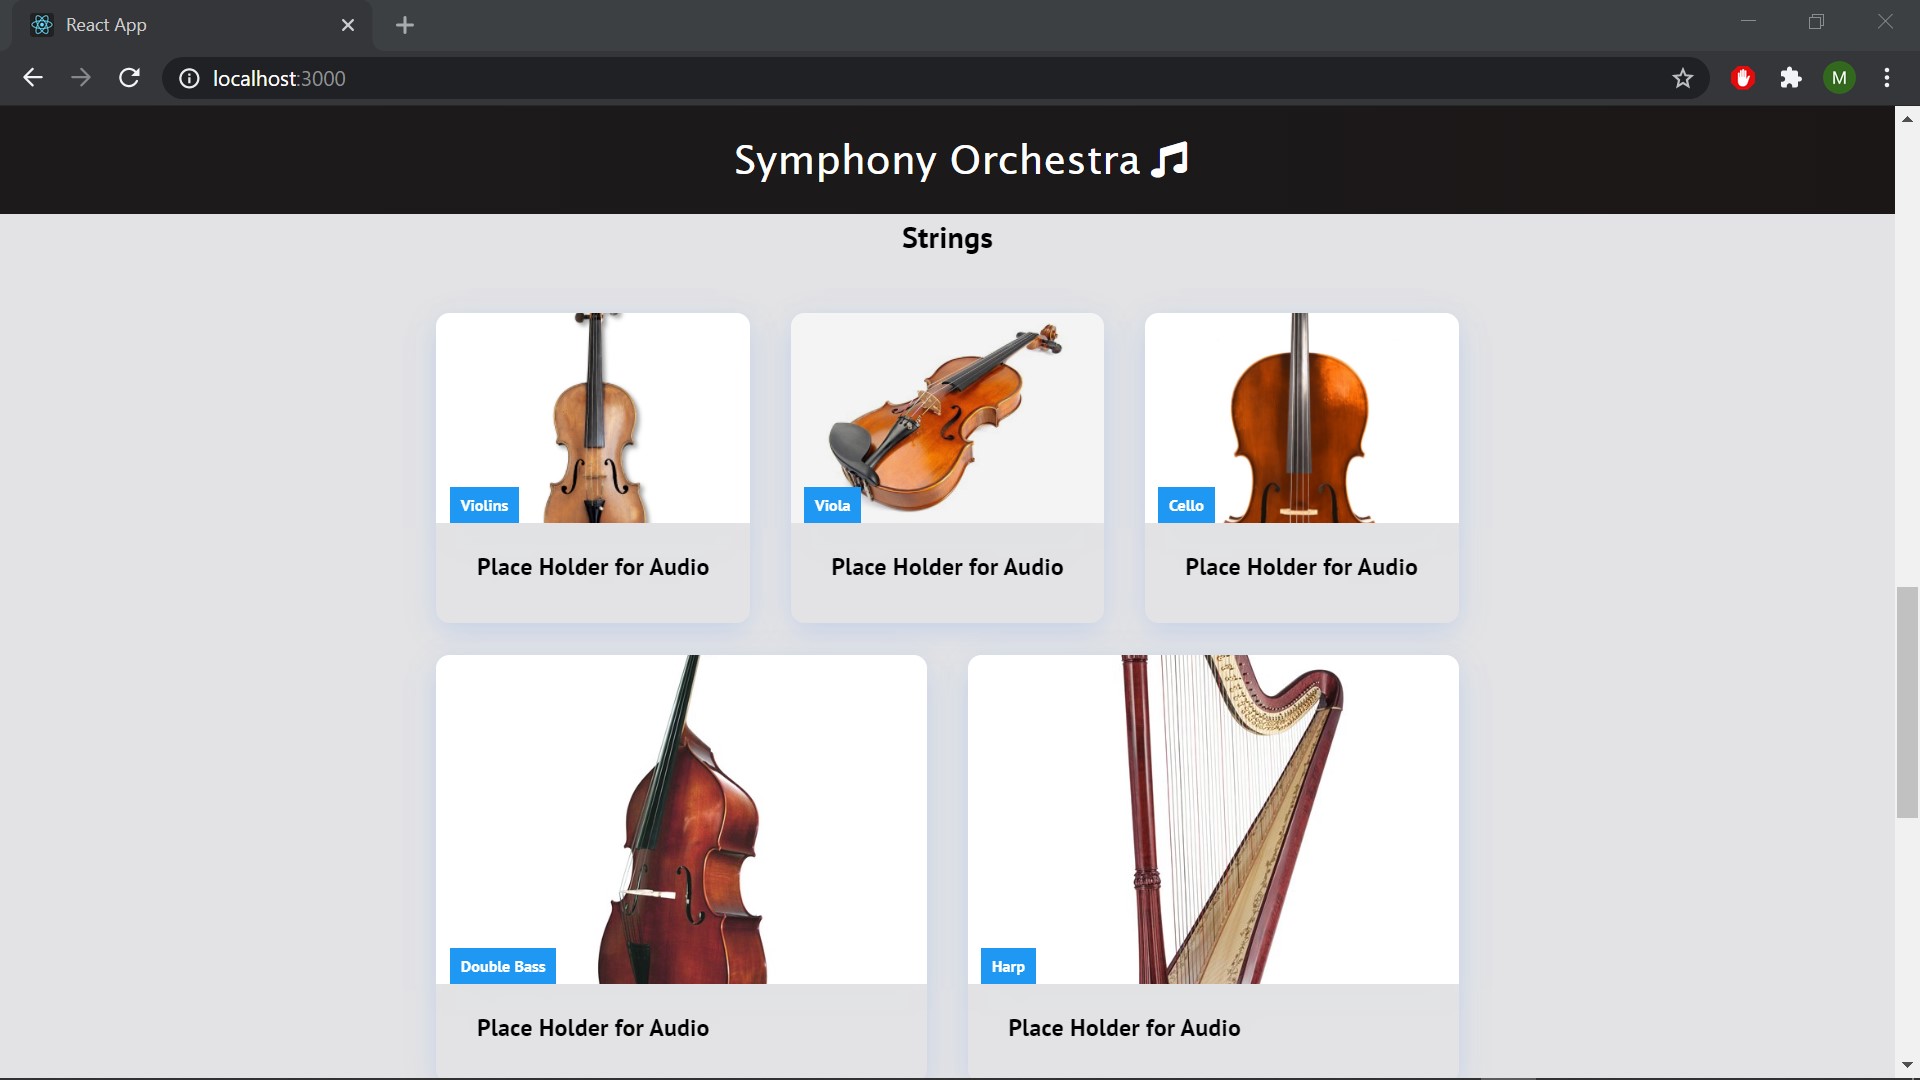 React App
localhost:3000
M
Symphony Orchestra
Strings
Violins
Viola
Cello
Place Holder for Audio
Place Holder for Audio
Place Holder for Audio
Double Bass
Harp
Place Holder for Audio
Place Holder for Audio